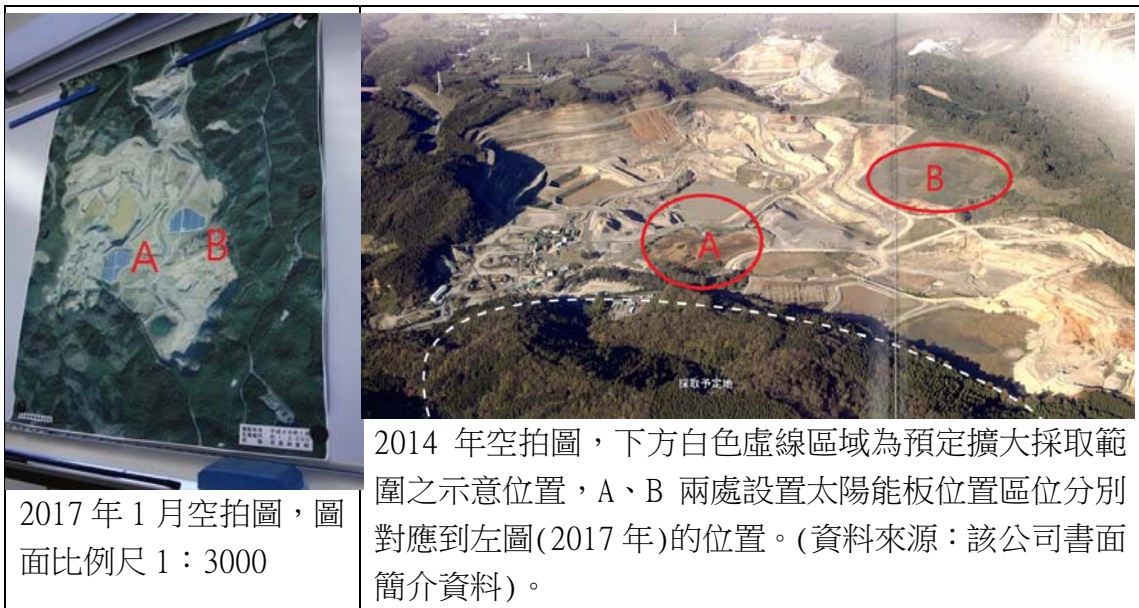 A
B
2017 年 1 月空拍圖，圖
面比例尺 1：3000
A
B
採取予定地
2014 年空拍圖，下方白色虛線區域為預定擴大採取範
圍之示意位置，A、B 兩處設置太陽能板位置區位分別
對應到左圖(2017 年)的位置。(資料來源：該公司書面
簡介資料)。